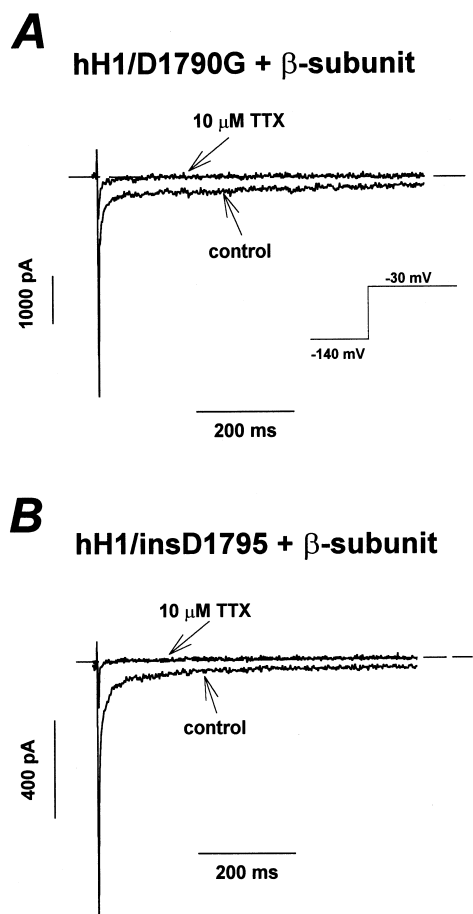 A
hH1/D1790G + β-subunit
10 μM TTX
control
1000 pA
-30 mV
-140 mV
200 ms
B
hH1/insD1795 + β-subunit
10 μM TTX
control
400 pA
200 ms